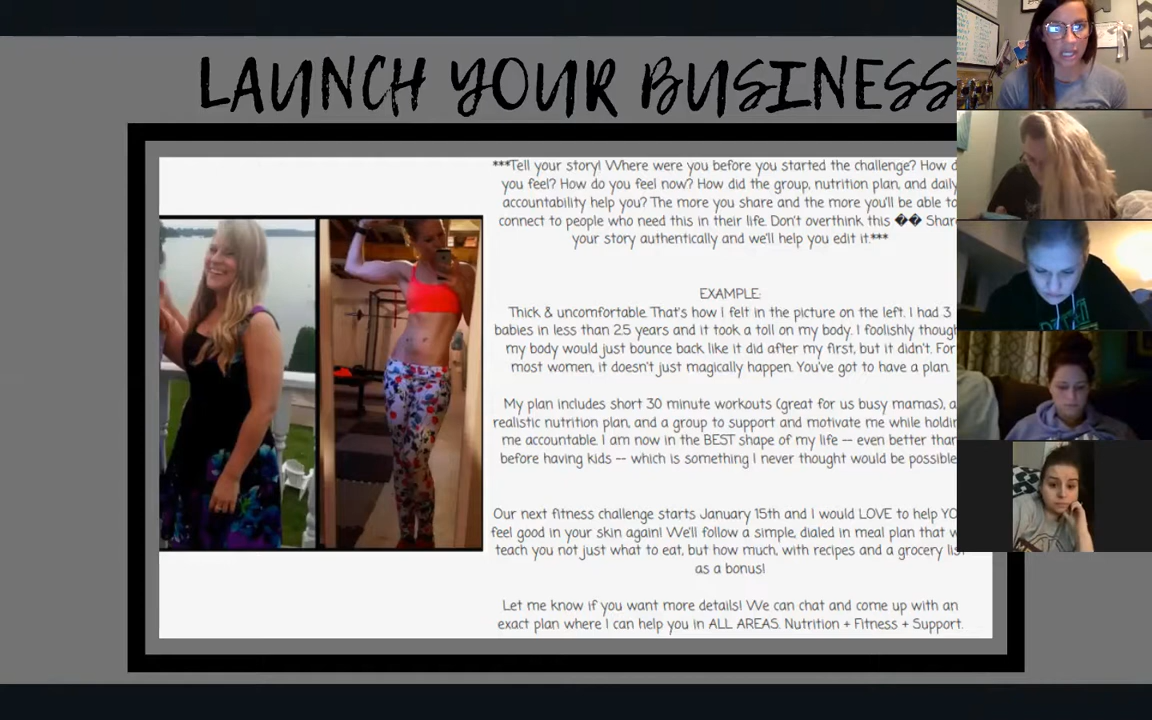 LAUNCH YOUR BUSINESS
***Tell your story! Where were you before you started the challenge? How
you feel? How do you feel now? How did the group, nutrition plan, and daily
accountability help you? The more you share and the more you'll be able to
connect to people who need this in their life. Don't overthink this �� Shar
your story authentically and we'll help you edit it.***
EXAMPLE:
Thick & uncomfortable. That's how I felt in the picture on the left. I had 3
babies in less than 2.5 years and it took a toll on my body. I foolishly though
my body would just bounce back like it did after my first, but it didn't. For
most women, it doesn't just magically happen. You've got to have a plan.
My plan includes short 30 minute workouts (great for us busy mamas), a
realistic nutrition plan, and a group to support and motivate me while holdin
me accountable. I am now in the BEST shape of my life -- even better than
before having kids -- which is something I never thought would be possible
Our next fitness challenge starts January 15th and I would LOVE to help YO
feel good in your skin again! We'll follow a simple, dialed in meal plan that w
teach you not just what to eat, but how much, with recipes and a grocery list
as a bonus!
Let me know if you want more details! We can chat and come up with an
exact plan where I can help you in ALL AREAS. Nutrition + Fitness + Support.